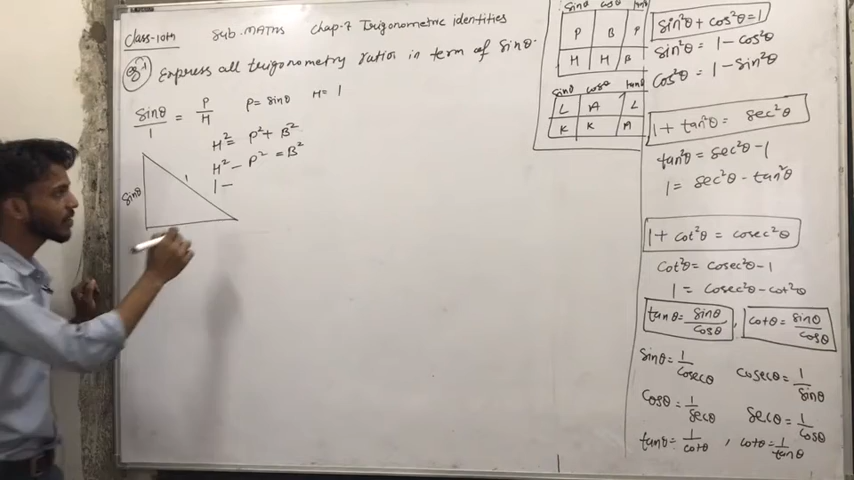 Class-10th Sub. MATHS Chap-7 Trigonometric identities
eg.1 Express all trigonometry ratios in term of Sinθ.
Sinθ/1 = P/H P= Sinθ H= 1
H² = P² + B²
H² - P² = B²
1 -
Sinθ
1
Sinθ cosθ tanθ
P B P
H H B
Sinθ cosθ tanθ
L A L
K K A
Sin²θ + cos²θ = 1
Sin²θ = 1 - cos²θ
Cos²θ = 1 - Sin²θ
1 + tan²θ = Sec²θ
tan²θ = Sec²θ - 1
1 = Sec²θ - tan²θ
1 + cot²θ = cosec²θ
Cot²θ = Cosec²θ - 1
1 = Cosec²θ - cot²θ
tanθ = Sinθ/Cosθ , Cotθ = Sinθ/Cosθ
Sinθ = 1/Cosecθ Cosecθ = 1/Sinθ
Cosθ = 1/Secθ Secθ = 1/Cosθ
tanθ = 1/Cotθ , Cotθ = 1/tanθ